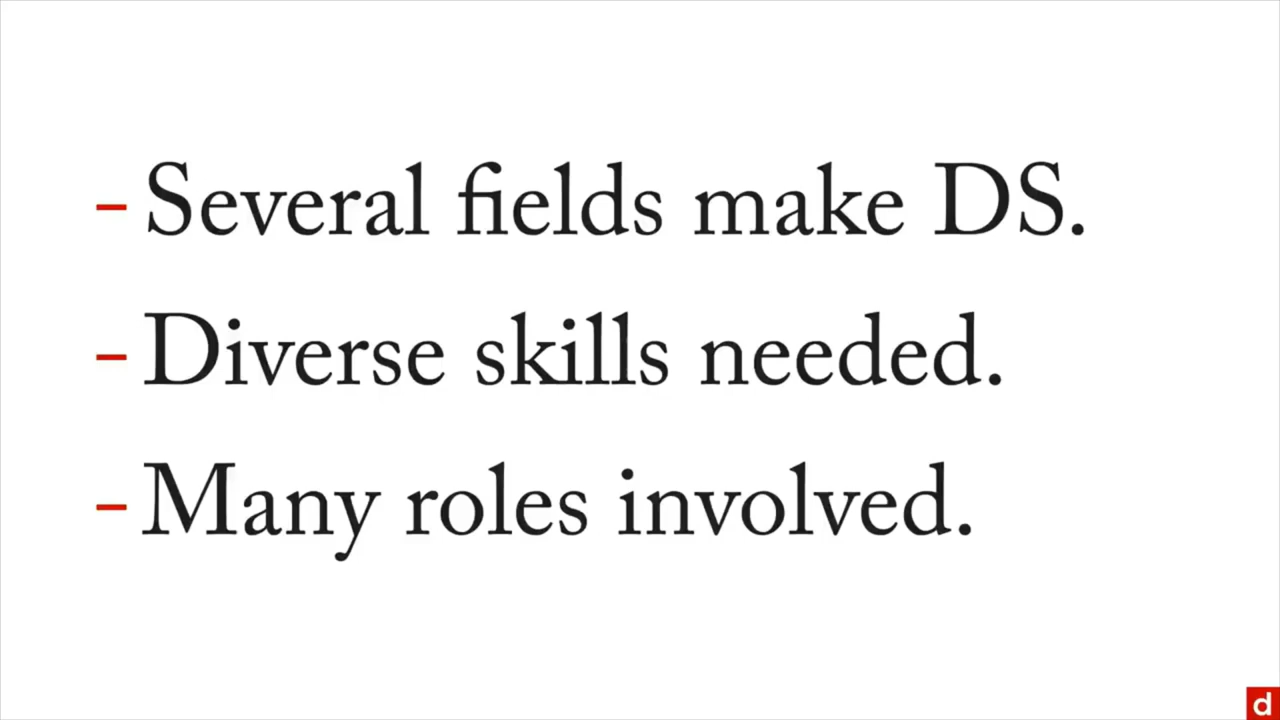 - Several fields make DS.
- Diverse skills needed.
- Many roles involved.
d